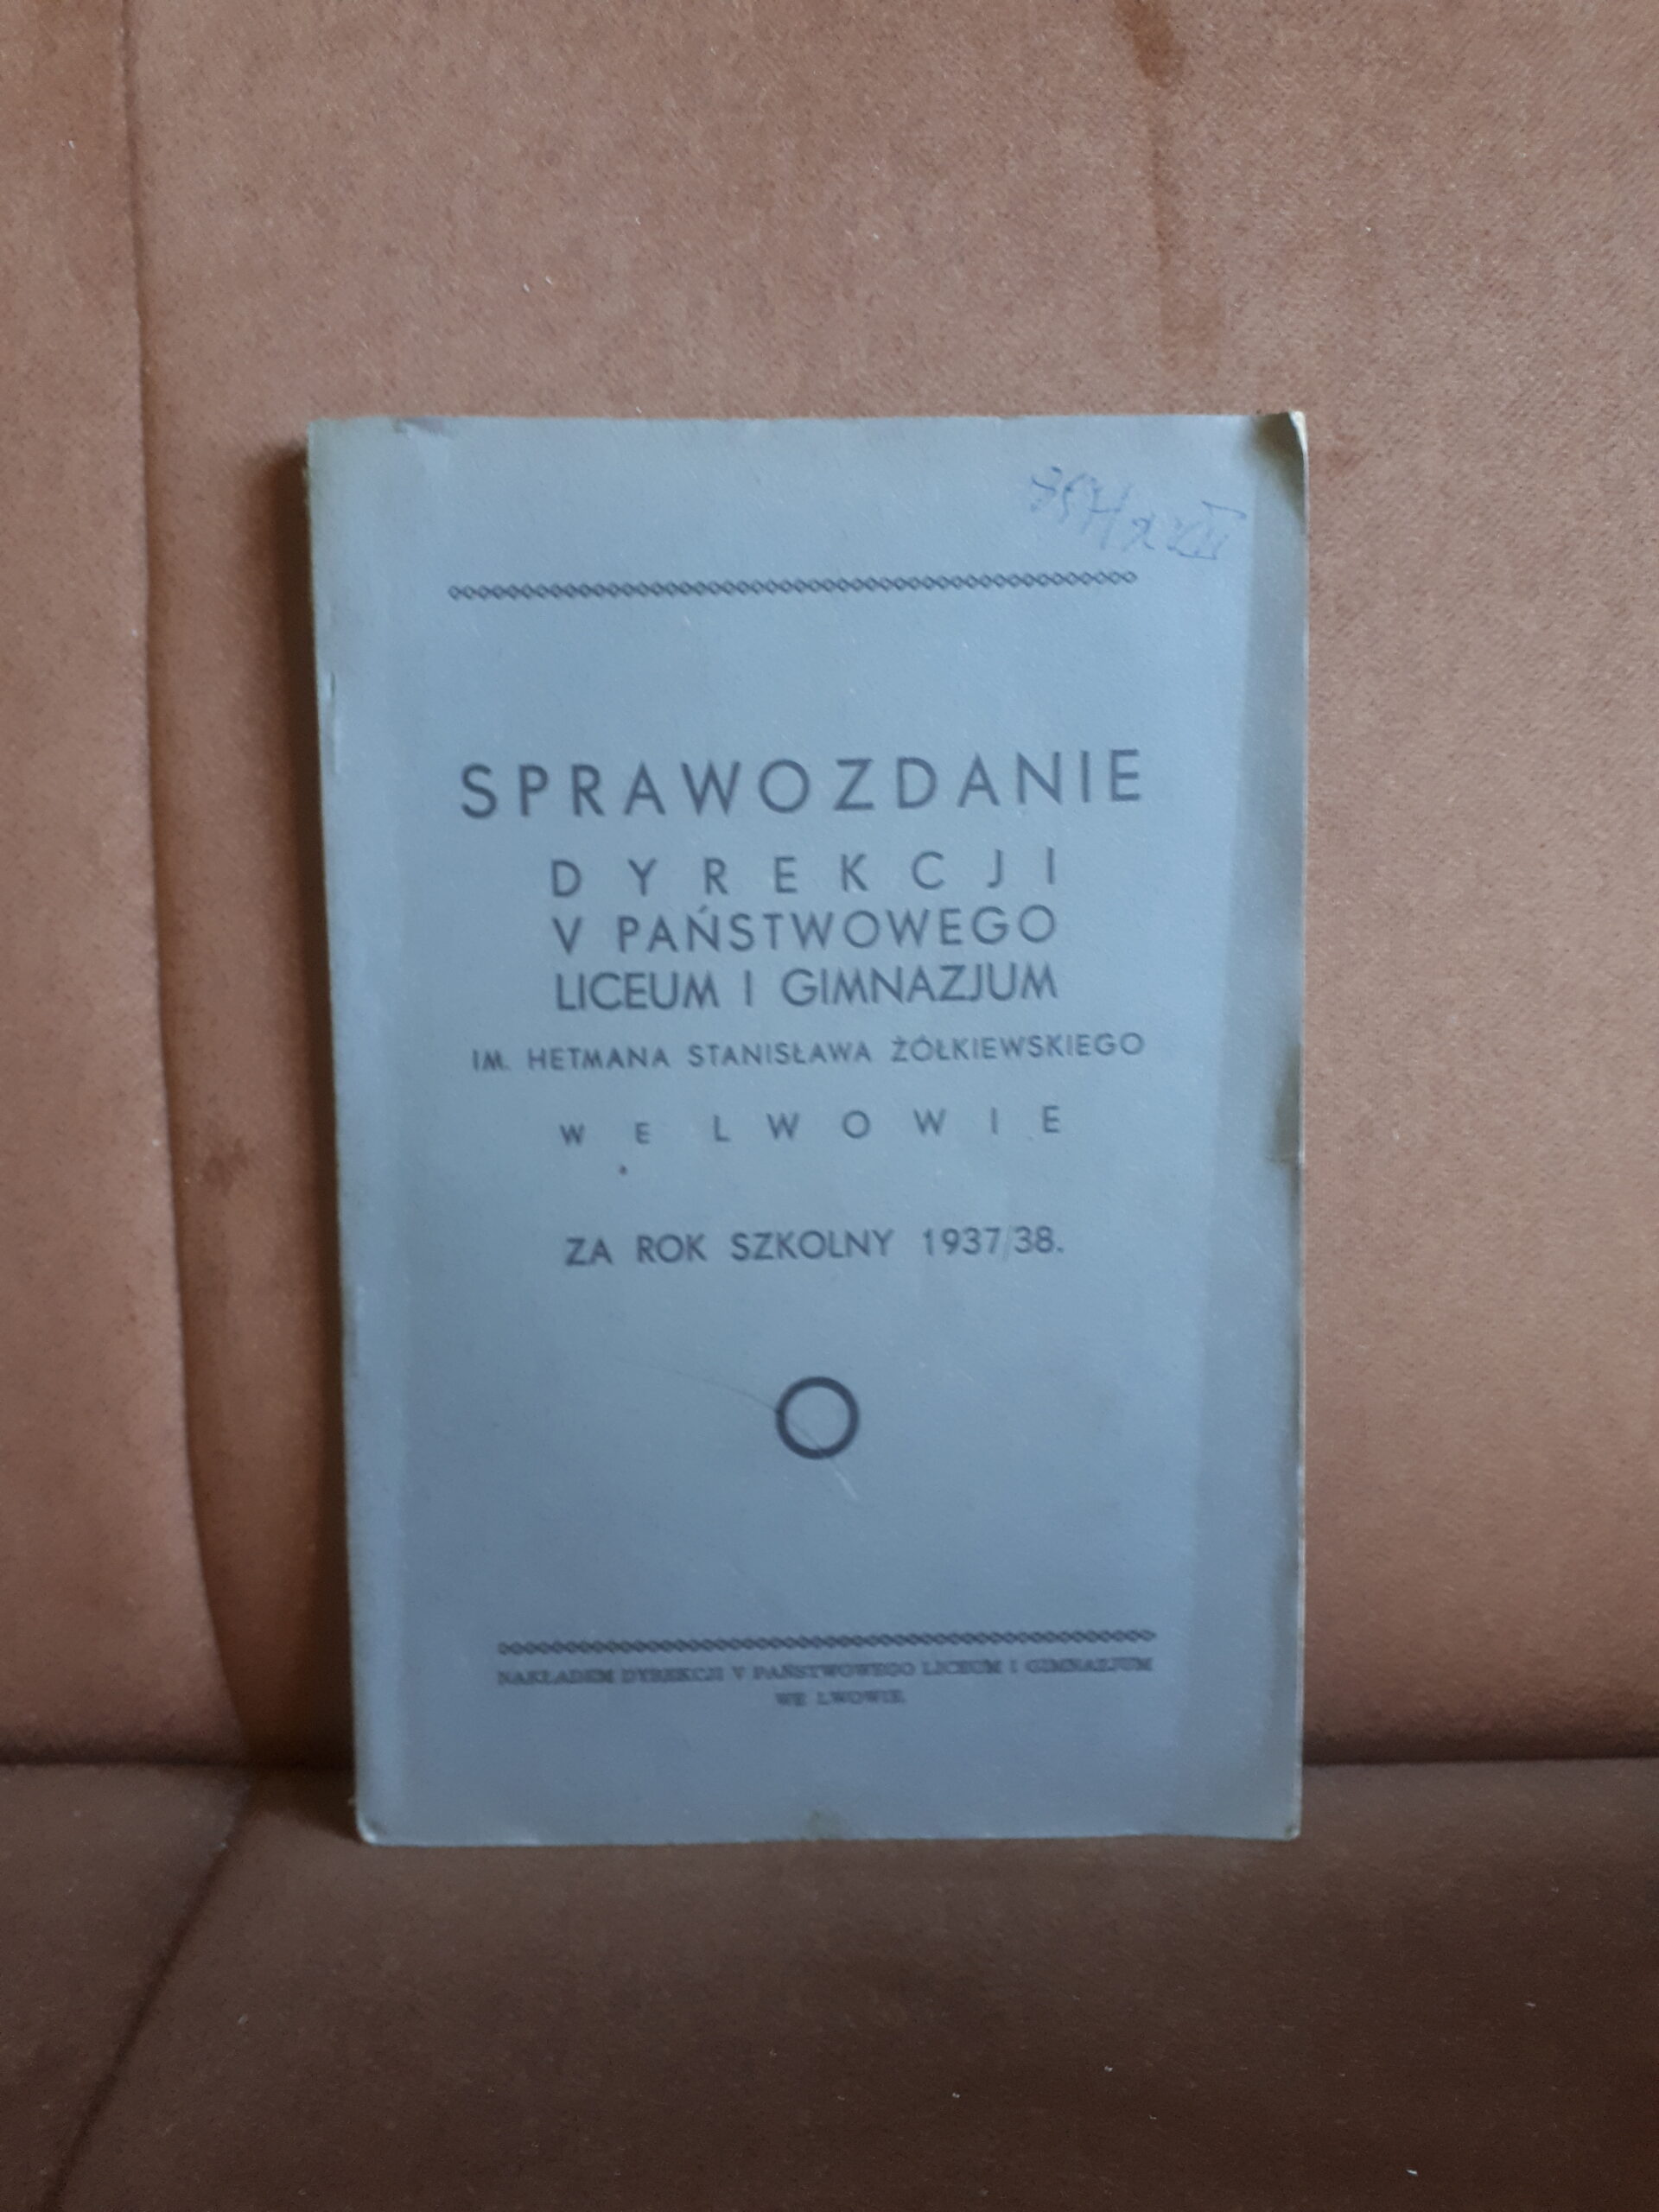 SPRAWOZDANIE
DYREKCJI
V PAŃSTWOWEGO
LICEUM I GIMNAZJUM
IM. HETMANA STANISŁAWA ŻÓŁKIEWSKIEGO
WE LWOWIE
ZA ROK SZKOLNY 1937/38.
NAKŁADEM DYREKCJI V PAŃSTWOWEGO LICEUM I GIMNAZJUM
WE LWOWIE